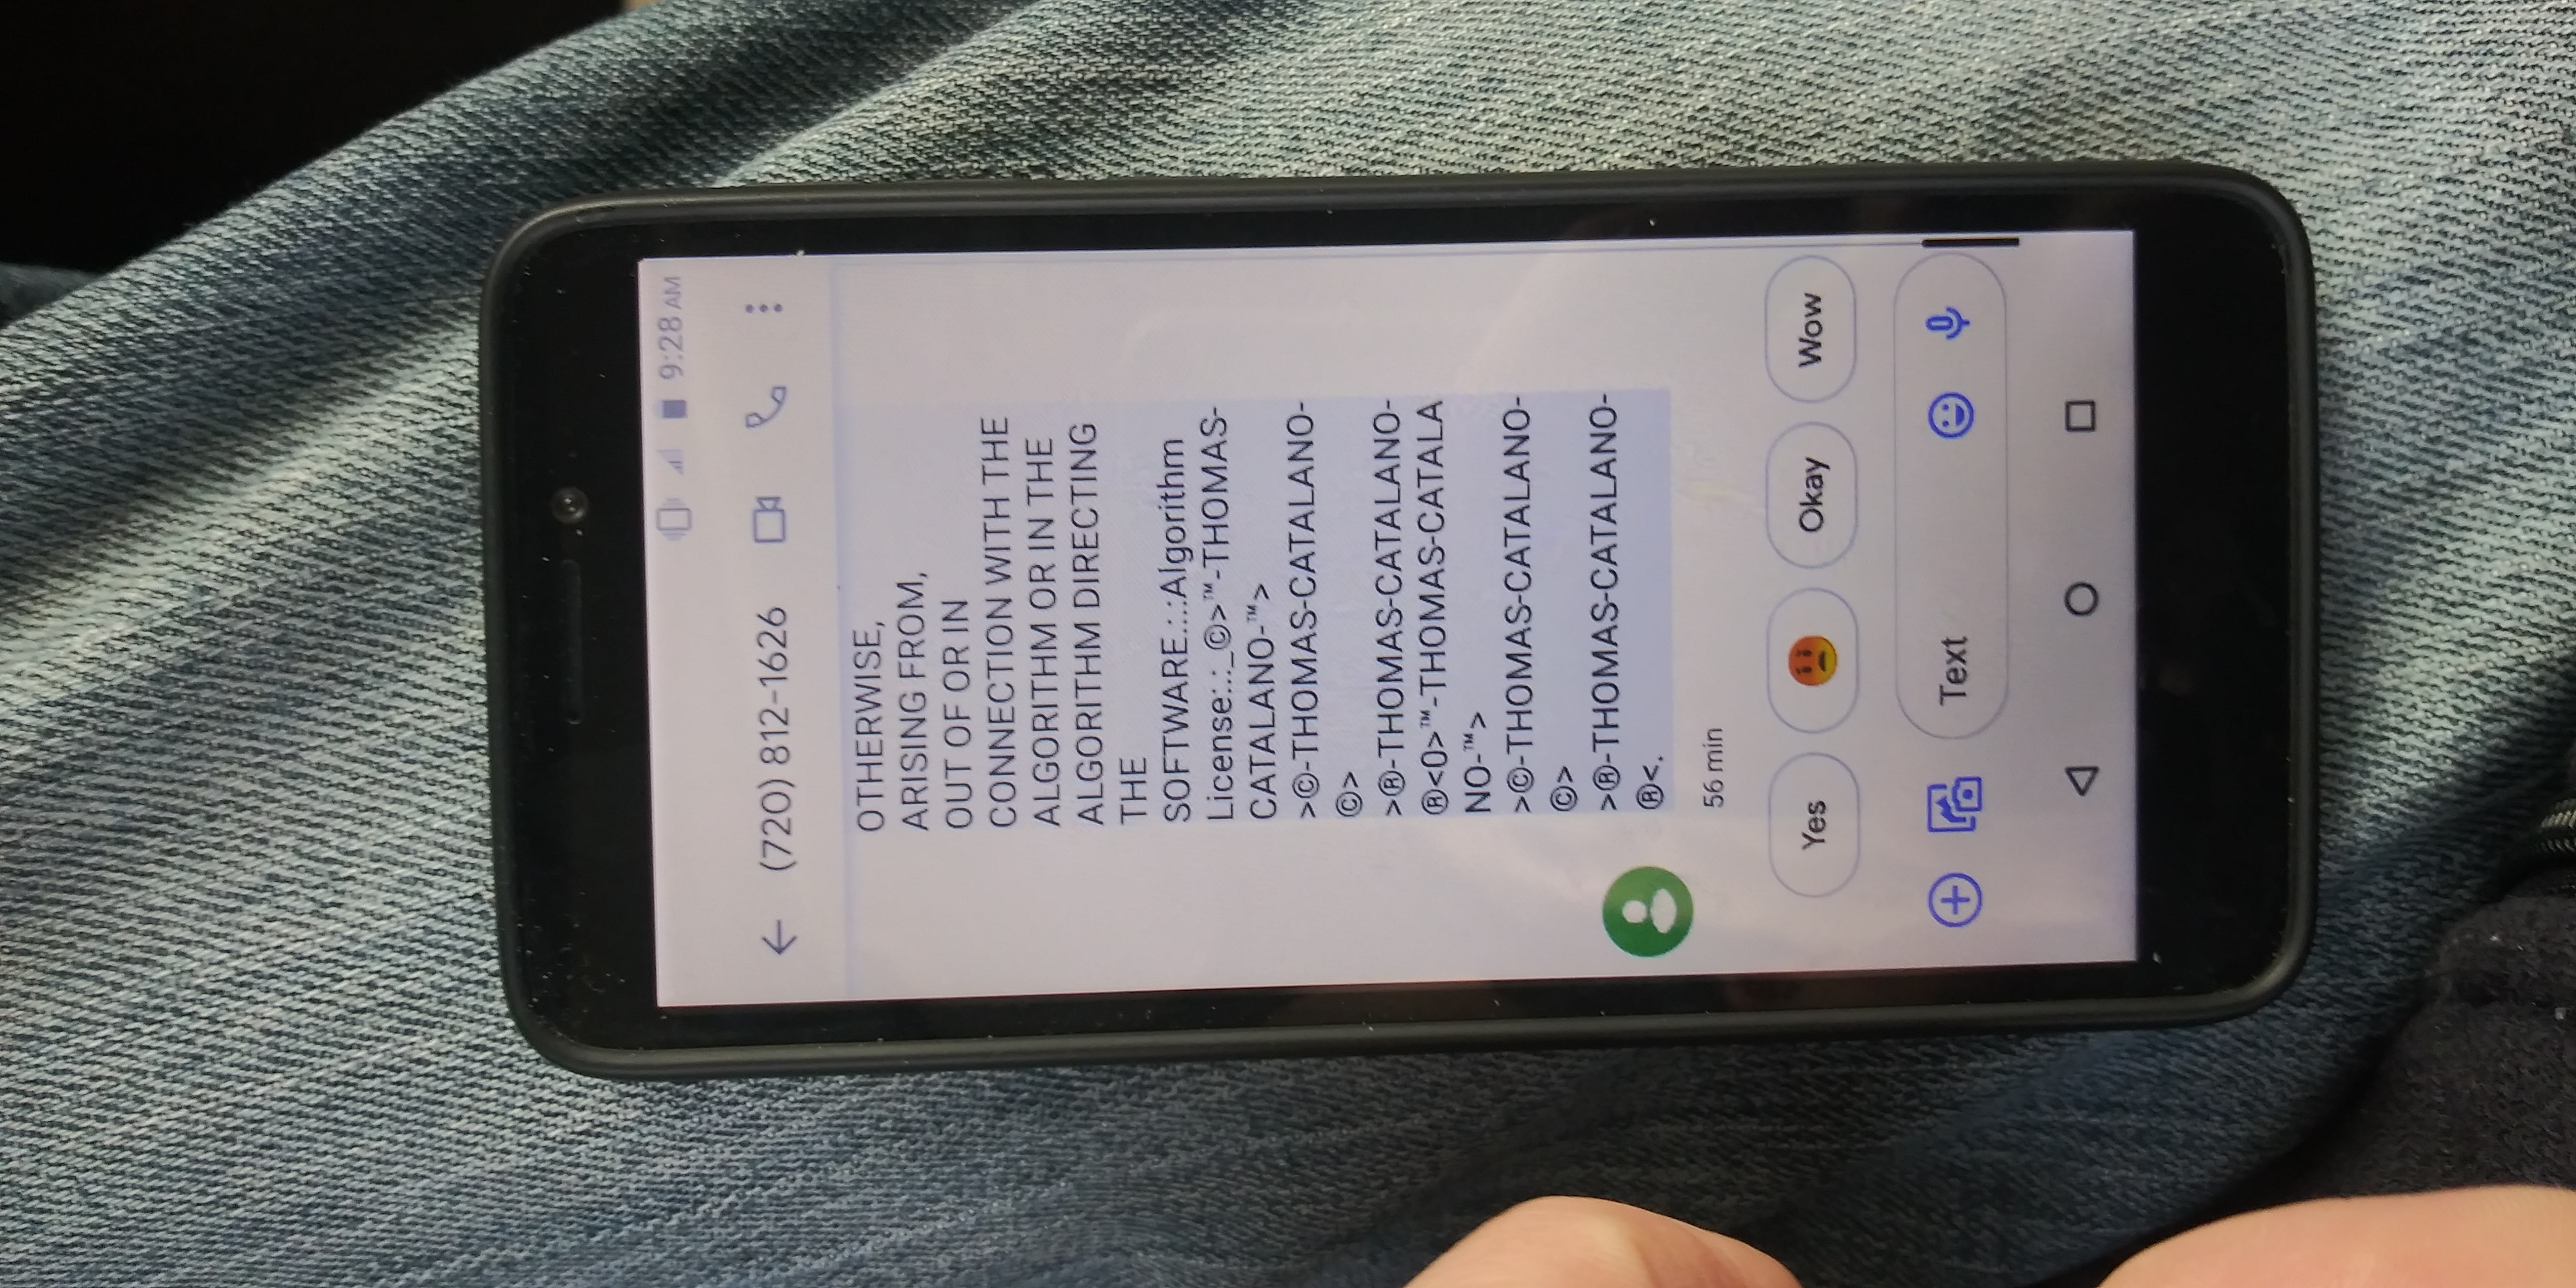 9:28 AM
(720) 812-1626
OTHERWISE,
ARISING FROM,
OUT OF OR IN
CONNECTION WITH THE
ALGORITHM OR IN THE
ALGORITHM DIRECTING
THE
SOFTWARE.:.:Algorithm
License:.:_©>™-THOMAS-
CATALANO-™>
>©-THOMAS-CATALANO-
©>
>®-THOMAS-CATALANO-
®<0>™-THOMAS-CATALA
NO-™>
>©-THOMAS-CATALANO-
©>
>®-THOMAS-CATALANO-
®<.
56 min
Yes 😡 Okay Wow
Text